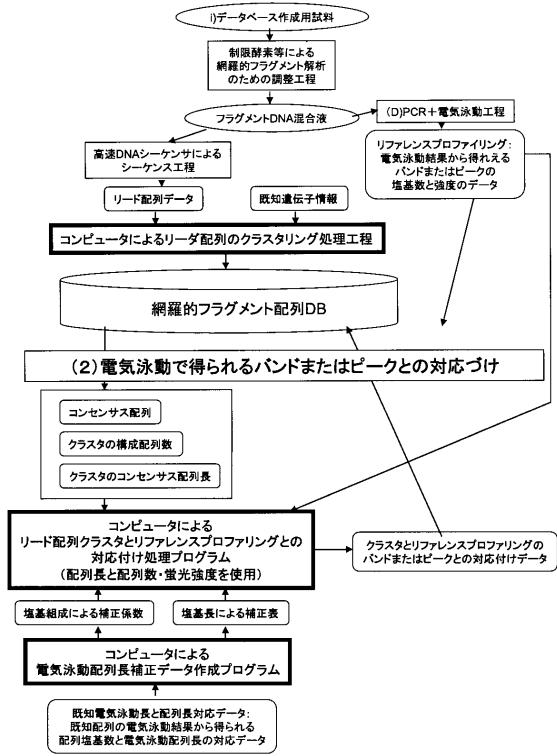 i)データベース作成用試料
制限酵素等による
網羅的フラグメント解析
のための調整工程
フラグメントDNA混合液
(D)PCR+電気泳動工程
高速DNAシーケンサによる
シーケンス工程
リファレンスプロファイリング:
電気泳動結果から得れえる
バンドまたはピークの
塩基数と強度のデータ
リード配列データ
既知遺伝子情報
コンピュータによるリーダ配列のクラスタリング処理工程
網羅的フラグメント配列DB
(2)電気泳動で得られるバンドまたはピークとの対応づけ
コンセンサス配列
クラスタの構成配列数
クラスタのコンセンサス配列長
コンピュータによる
リード配列クラスタとリファレンスプロファリングとの
対応付け処理プログラム
(配列長と配列数・蛍光強度を使用)
クラスタとリファレンスプロファリングの
バンドまたはピークとの対応付けデータ
塩基組成による補正係数
塩基長による補正表
コンピュータによる
電気泳動配列長補正データ作成プログラム
既知電気泳動長と配列長対応データ:
既知配列の電気泳動結果から得られる
配列塩基数と電気泳動配列長の対応データ